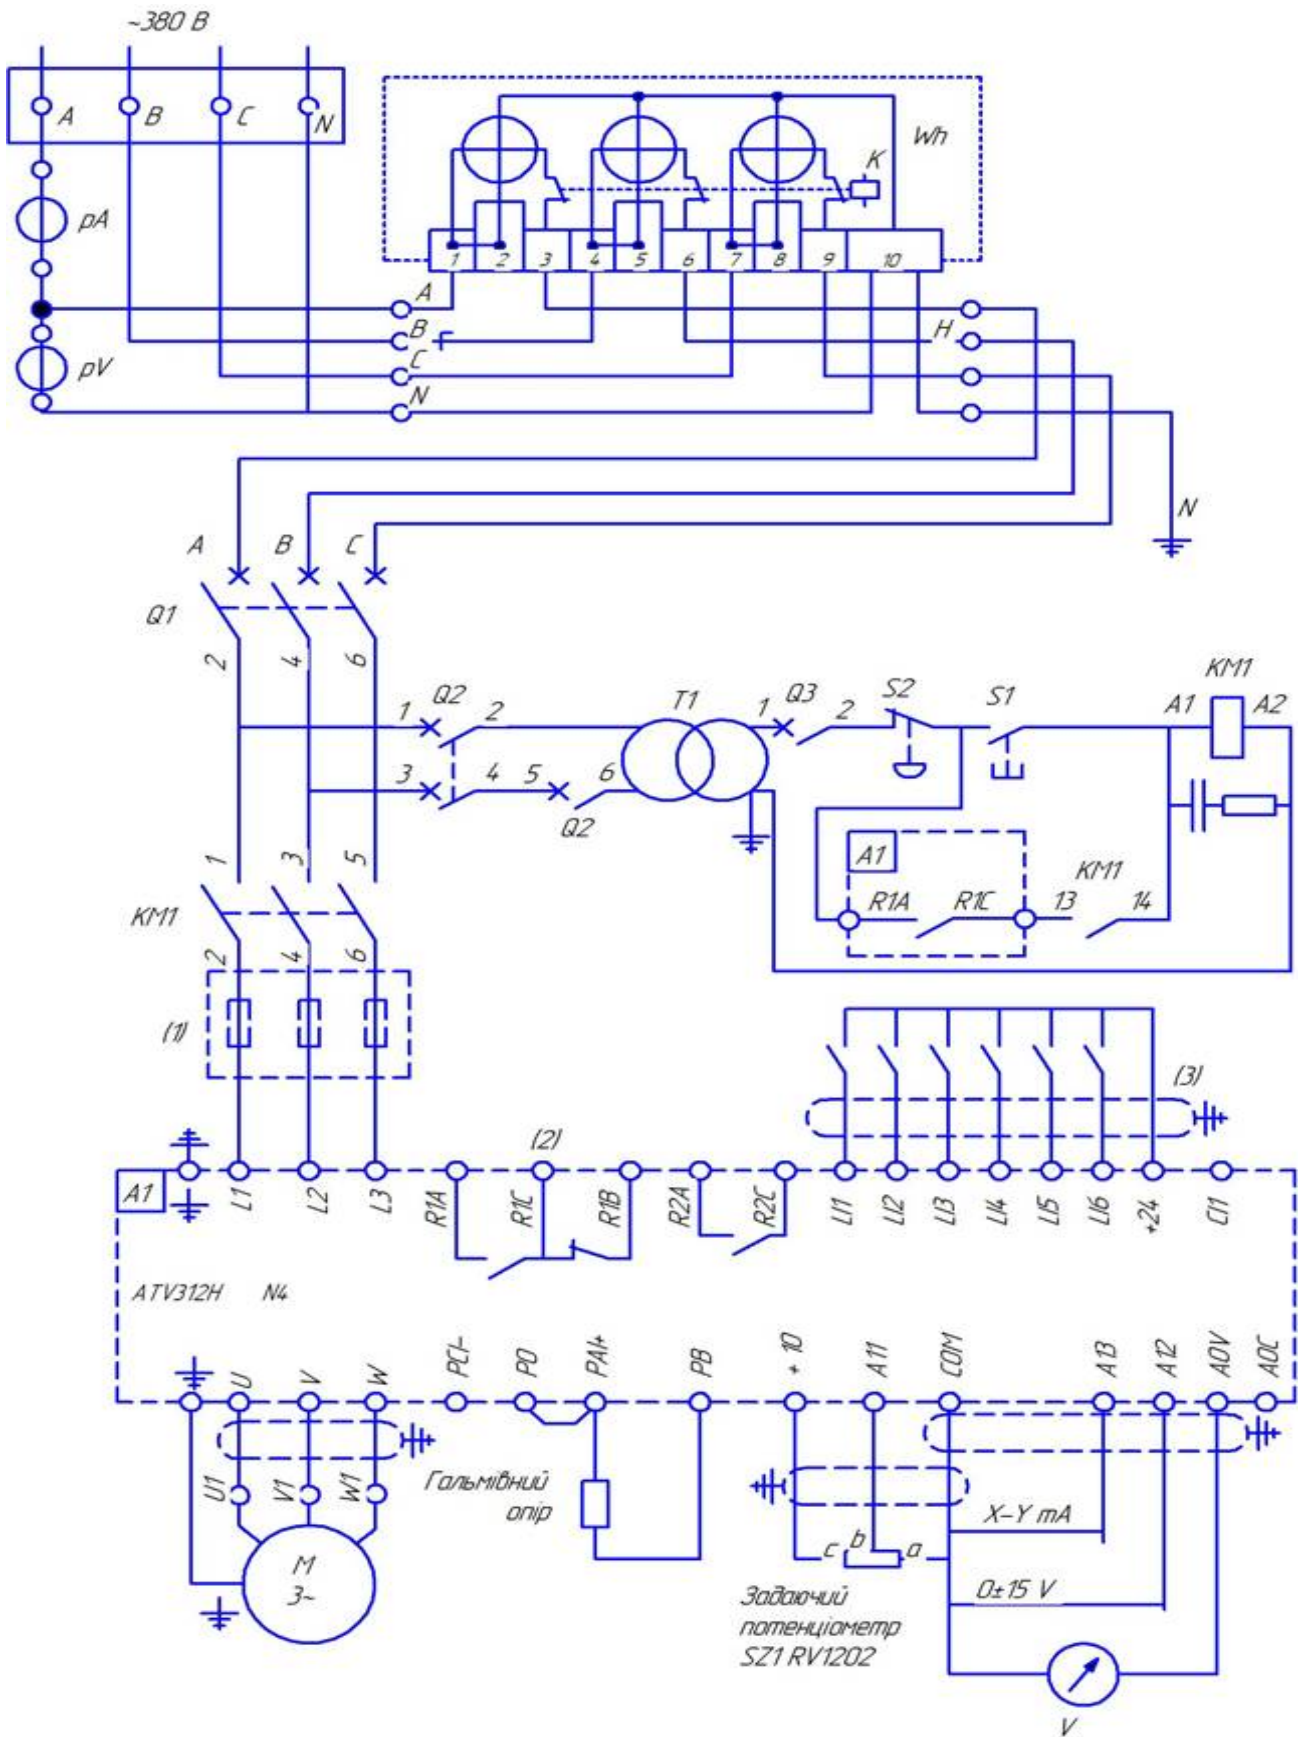 ~380 В
A B C N
pA
pV
Wh
K
1 2 3 4 5 6 7 8 9 10
A
B
C
N
H
N
A B C
Q1
2 4 6
1 Q2 2
3 4 5 6
Q2
T1
1 Q3 2
S2
S1
KM1
A1 A2
A1
R1A R1C
KM1
13 14
1 3 5
KM1
2 4 6
(1)
(2)
(3)
A1
L1 L2 L3 R1A R1C R1B R2A R2C LI1 LI2 LI3 LI4 LI5 LI6 +24 CI1
ATV312H N4
U V W PC/- PO PA/+ PB +10 A11 COM A13 A12 AOV AOC
U1 V1 W1
Гальмівний
опір
M
3~
c b a
X-Y mA
0±15 V
Задаючий
потенціометр
SZ1 RV1202
V